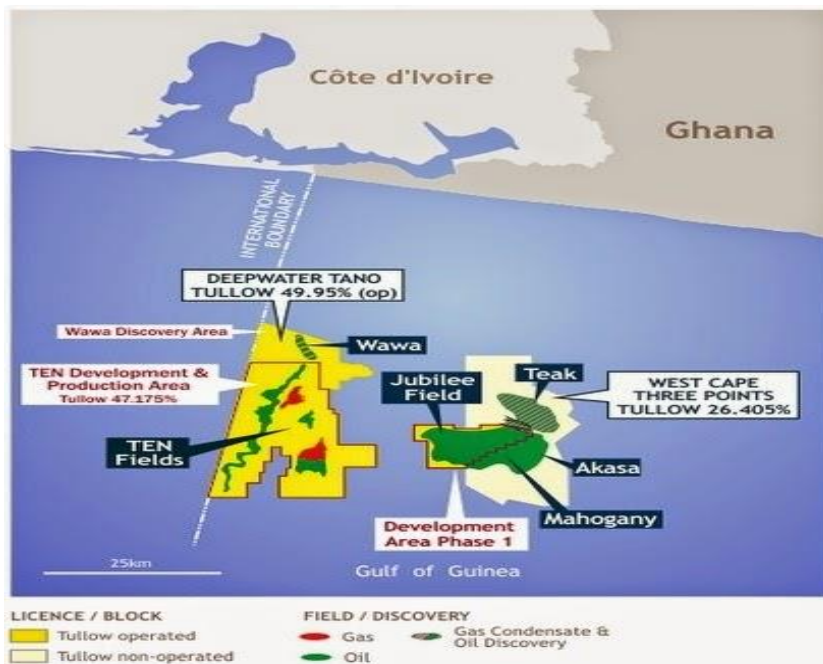 Côte d'Ivoire
Ghana
INTERNATIONAL
BOUNDARY
DEEPWATER TANO
TULLOW 49.95% (op)
Wawa Discovery Area
Wawa
TEN Development &
Production Area
Tullow 47.175%
Jubilee
Field
Teak
WEST CAPE
THREE POINTS
TULLOW 26.405%
TEN
Fields
Akasa
Mahogany
Development
Area Phase 1
25km
Gulf of Guinea
LICENCE / BLOCK
Tullow operated
Tullow non-operated
FIELD / DISCOVERY
Gas
Oil
Gas Condensate &
Oil Discovery